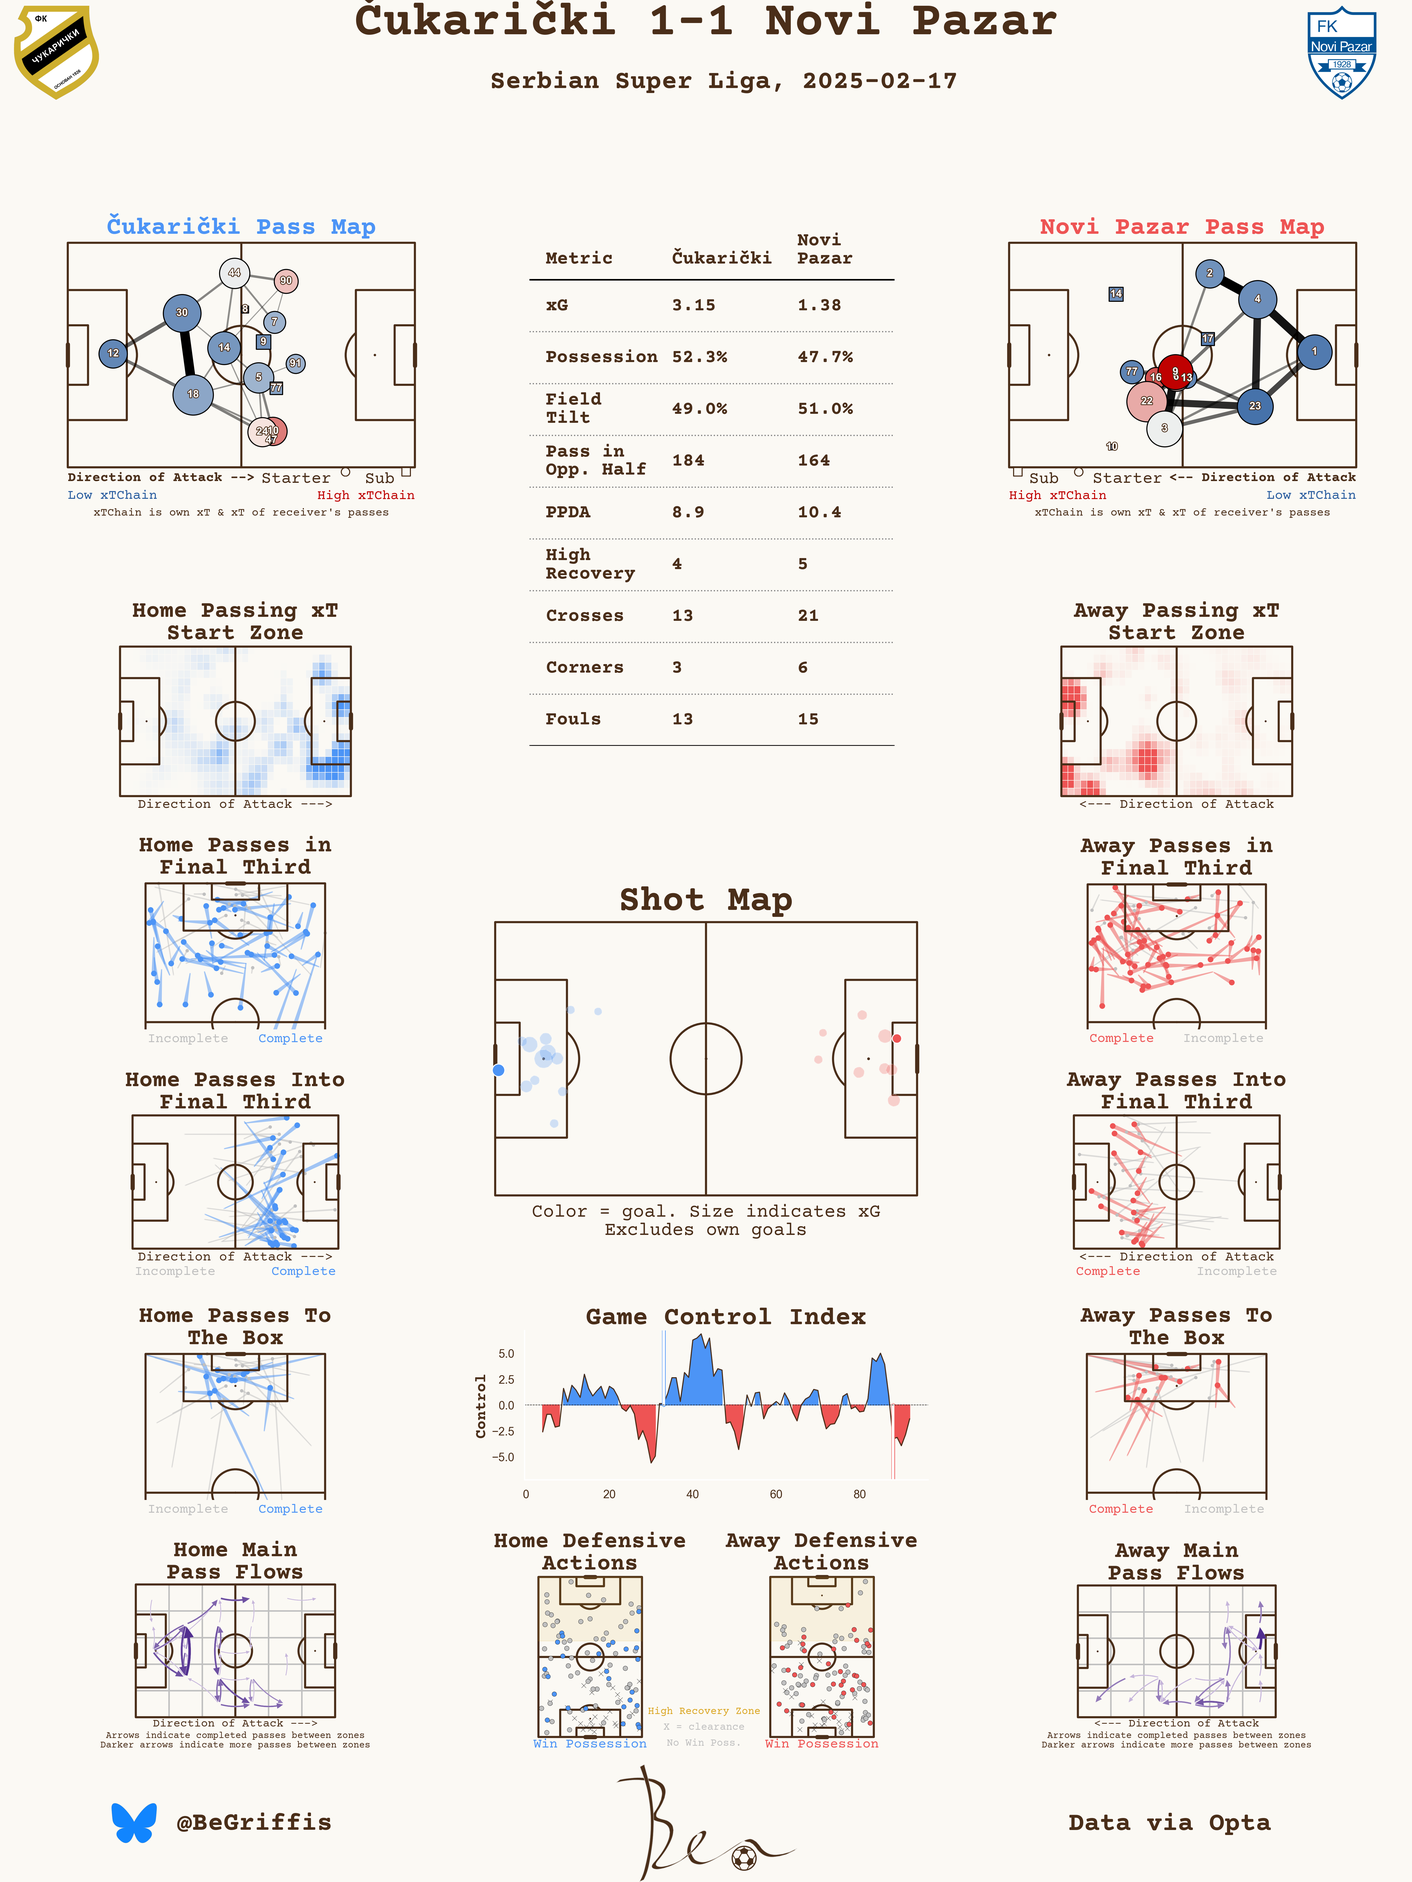 Čukarički 1-1 Novi Pazar
Serbian Super Liga, 2025-02-17
ФК
ЧУКАРИЧКИ
ОСНОВАН 1926
FK
Novi Pazar
1928
Čukarički Pass Map
44
90
30
8
7
9
14
12
91
5
77
18
24
10
47
Direction of Attack --> Starter Sub
Low xTChain High xTChain
xTChain is own xT & xT of receiver's passes
Metric Čukarički Novi Pazar
xG 3.15 1.38
Possession 52.3% 47.7%
Field Tilt 49.0% 51.0%
Pass in Opp. Half 184 164
PPDA 8.9 10.4
High Recovery 4 5
Crosses 13 21
Corners 3 6
Fouls 13 15
Novi Pazar Pass Map
2
14
4
17
1
77
16
9
13
22
23
3
10
Sub Starter <-- Direction of Attack
High xTChain Low xTChain
xTChain is own xT & xT of receiver's passes
Home Passing xT
Start Zone
Direction of Attack --->
Away Passing xT
Start Zone
<--- Direction of Attack
Home Passes in
Final Third
Incomplete Complete
Away Passes in
Final Third
Complete Incomplete
Shot Map
Color = goal. Size indicates xG
Excludes own goals
Home Passes Into
Final Third
Direction of Attack --->
Incomplete Complete
Away Passes Into
Final Third
<--- Direction of Attack
Complete Incomplete
Home Passes To
The Box
Incomplete Complete
Game Control Index
Control
5.0
2.5
0.0
−2.5
−5.0
0 20 40 60 80
Away Passes To
The Box
Complete Incomplete
Home Main
Pass Flows
Direction of Attack --->
Arrows indicate completed passes between zones
Darker arrows indicate more passes between zones
Home Defensive
Actions
Win Possession
High Recovery Zone
X = clearance
No Win Poss.
Away Defensive
Actions
Win Possession
Away Main
Pass Flows
<--- Direction of Attack
Arrows indicate completed passes between zones
Darker arrows indicate more passes between zones
@BeGriffis
Ben
Data via Opta